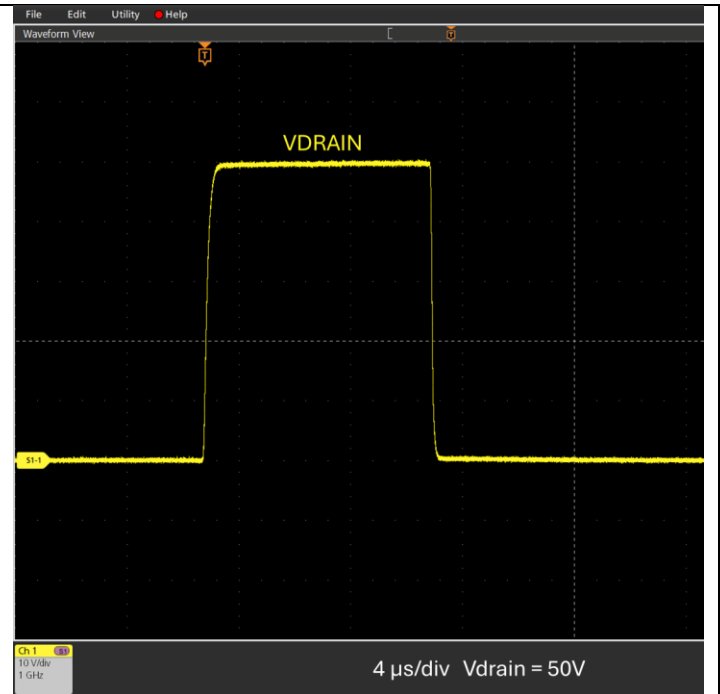 File Edit Utility Help
Waveform View
T
T
VDRAIN
S1-1
Ch 1 S1
10 V/div
1 GHz
4 µs/div Vdrain = 50V